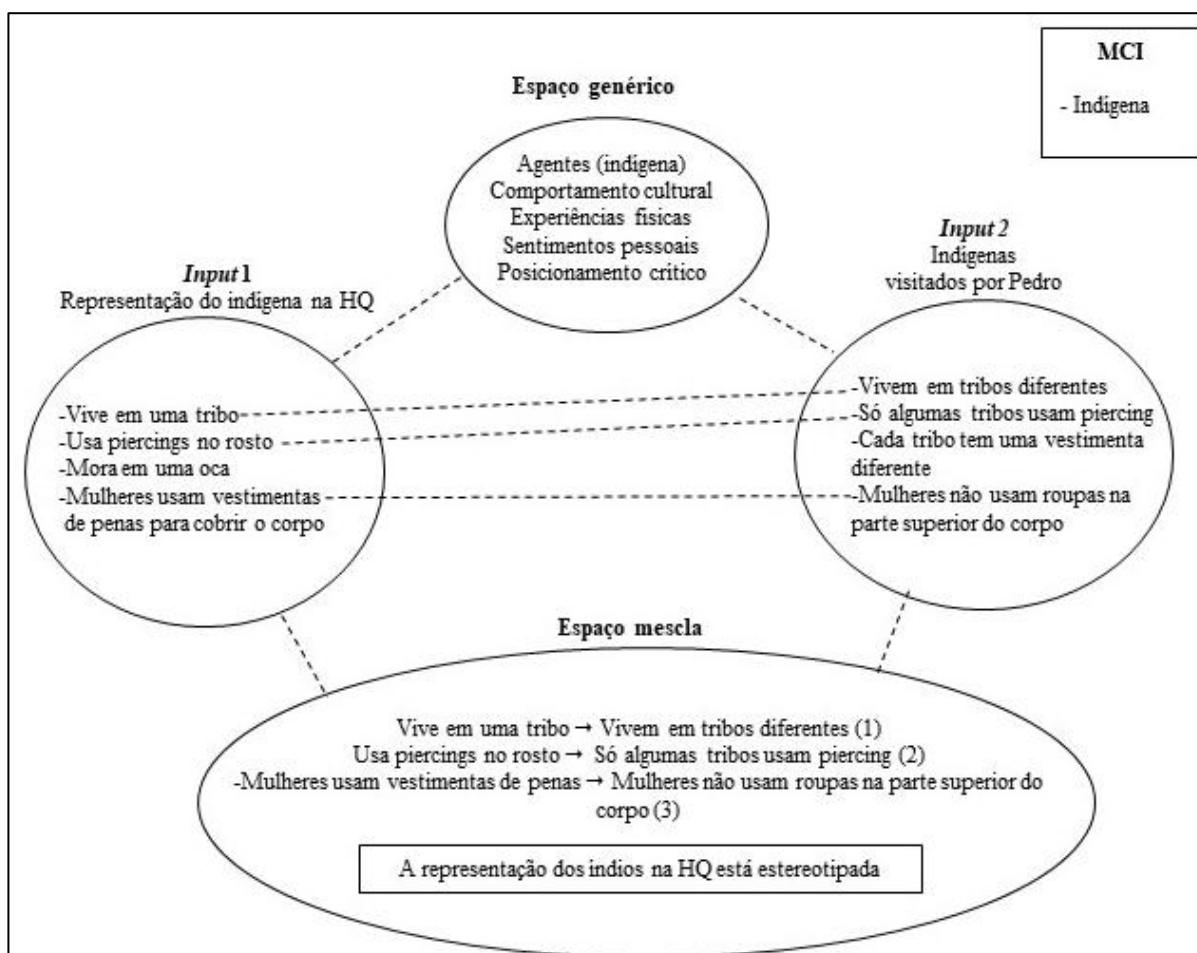 MCI
- Indígena
Espaço genérico
Agentes (indígena)
Comportamento cultural
Experiências físicas
Sentimentos pessoais
Posicionamento crítico
Input 1
Representação do indígena na HQ
-Vive em uma tribo
-Usa piercings no rosto
-Mora em uma oca
-Mulheres usam vestimentas
de penas para cobrir o corpo
Input 2
Indígenas
visitados por Pedro
-Vivem em tribos diferentes
-Só algumas tribos usam piercing
-Cada tribo tem uma vestimenta
diferente
-Mulheres não usam roupas na
parte superior do corpo
Espaço mescla
Vive em uma tribo → Vivem em tribos diferentes (1)
Usa piercings no rosto → Só algumas tribos usam piercing (2)
-Mulheres usam vestimentas de penas → Mulheres não usam roupas na parte superior do
corpo (3)
A representação dos indios na HQ está estereotipada